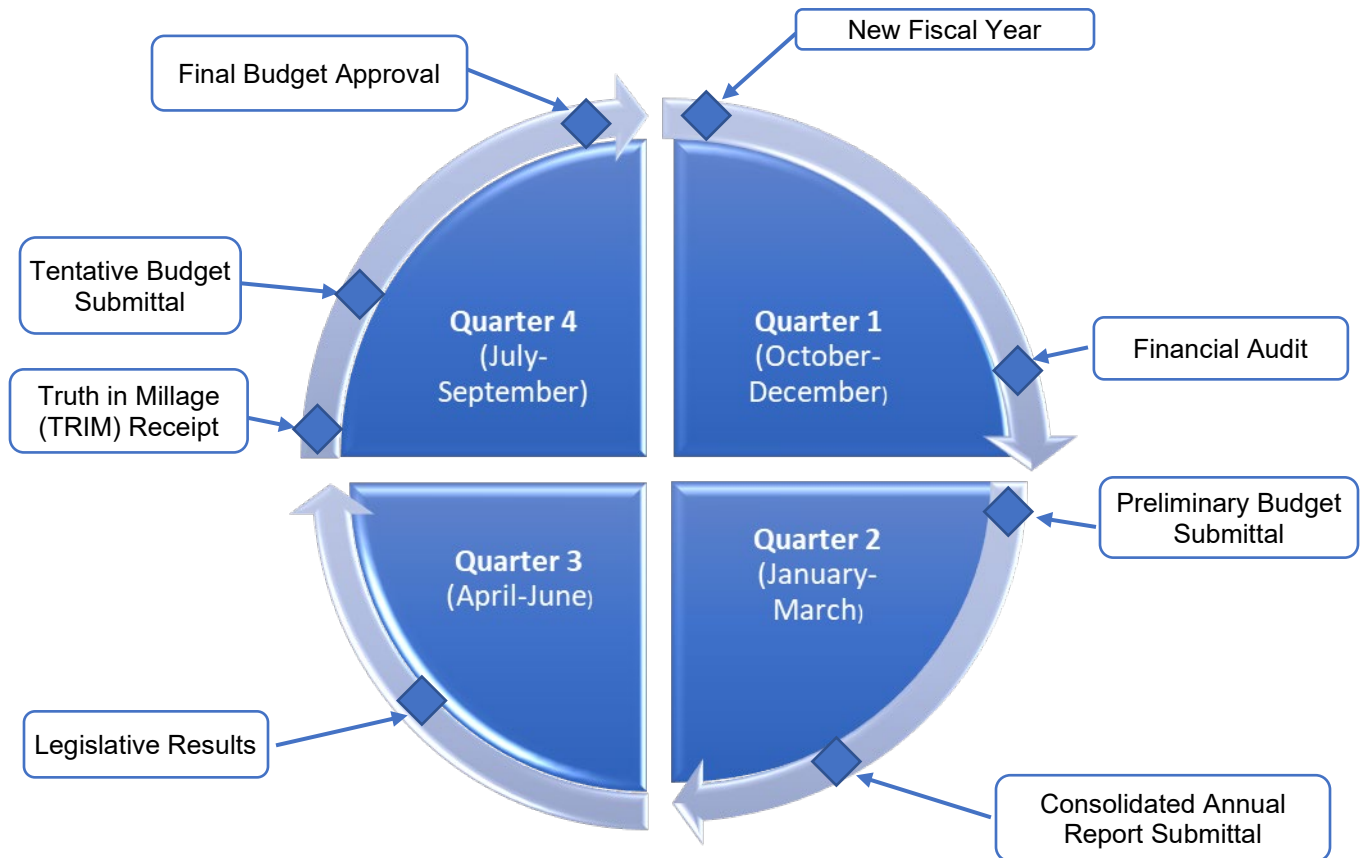 New Fiscal Year
Final Budget Approval
Tentative Budget
Submittal
Truth in Millage
(TRIM) Receipt
Quarter 4
(July-
September)
Quarter 1
(October-
December)
Financial Audit
Preliminary Budget
Submittal
Quarter 3
(April-June)
Quarter 2
(January-
March)
Legislative Results
Consolidated Annual
Report Submittal